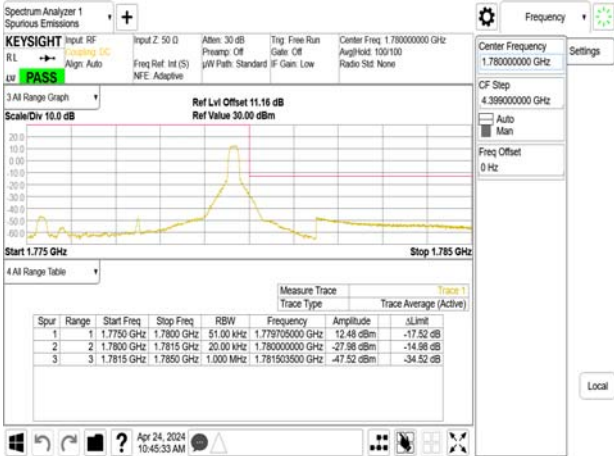 Spectrum Analyzer 1
Spurious Emissions
Frequency
KEYSIGHT
Input: RF
Coupling: DC
Align: Auto
Input Z: 50 Ω
Freq Ref: Int (S)
NFE: Adaptive
Atten: 30 dB
Preamp: Off
µW Path: Standard
Trig: Free Run
Gate: Off
IF Gain: Low
Center Freq: 1.780000000 GHz
Avg|Hold: 100/100
Radio Std: None
RL
LV PASS
Center Frequency
1.780000000 GHz
Settings
CF Step
4.399000000 GHz
Auto
Man
Freq Offset
0 Hz
Local
3 All Range Graph
Scale/Div 10.0 dB
Ref Lvl Offset 11.16 dB
Ref Value 30.00 dBm
20.0
10.0
0.00
-10.0
-20.0
-30.0
-40.0
-50.0
-60.0
Start 1.775 GHz
Stop 1.785 GHz
4 All Range Table
Measure Trace Trace 1
Trace Type Trace Average (Active)
Spur Range Start Freq Stop Freq RBW Frequency Amplitude ΔLimit
1 1 1.7750 GHz 1.7800 GHz 51.00 kHz 1.779705000 GHz 12.48 dBm -17.52 dB
2 2 1.7800 GHz 1.7815 GHz 20.00 kHz 1.780000000 GHz -27.98 dBm -14.98 dB
3 3 1.7815 GHz 1.7850 GHz 1.000 MHz 1.781503500 GHz -47.52 dBm -34.52 dB
?
Apr 24, 2024
10:45:33 AM